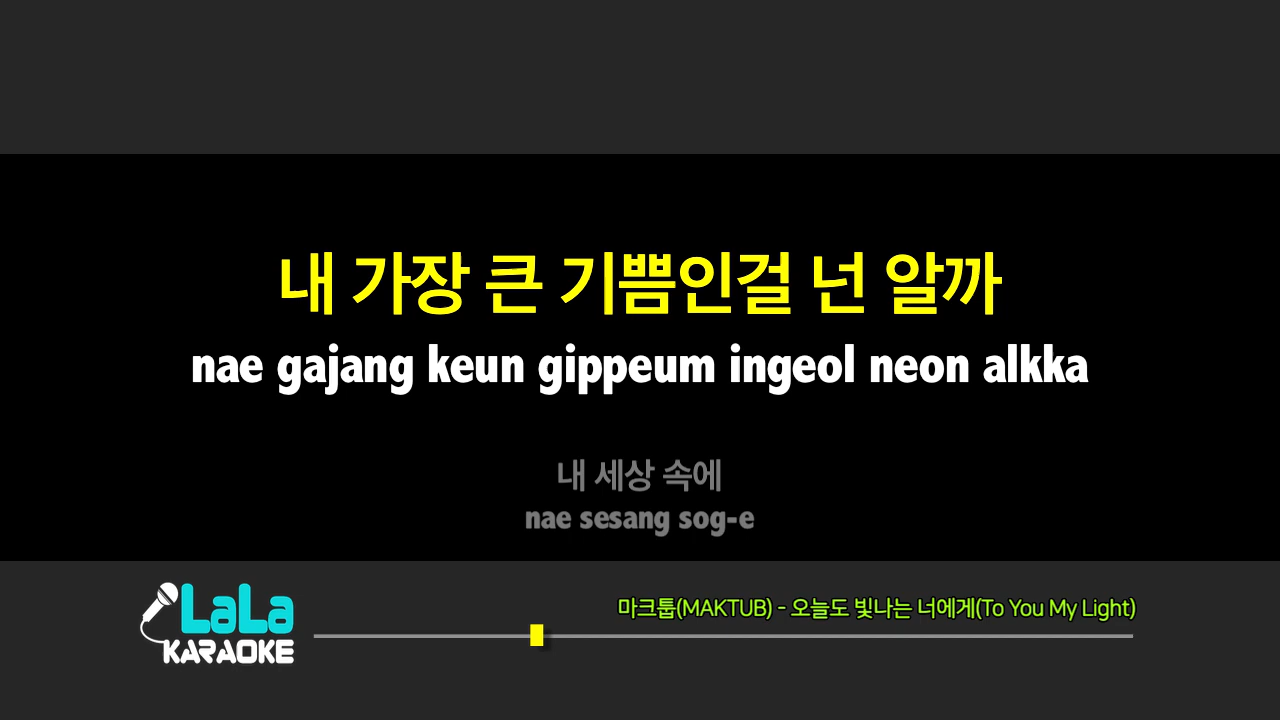 내 가장 큰 기쁨인걸 넌 알까
nae gajang keun gippeum ingeol neon alkka
내 세상 속에
nae sesang sog-e
LaLa
KARAOKE
마크툽(MAKTUB) - 오늘도 빛나는 너에게(To You My Light)